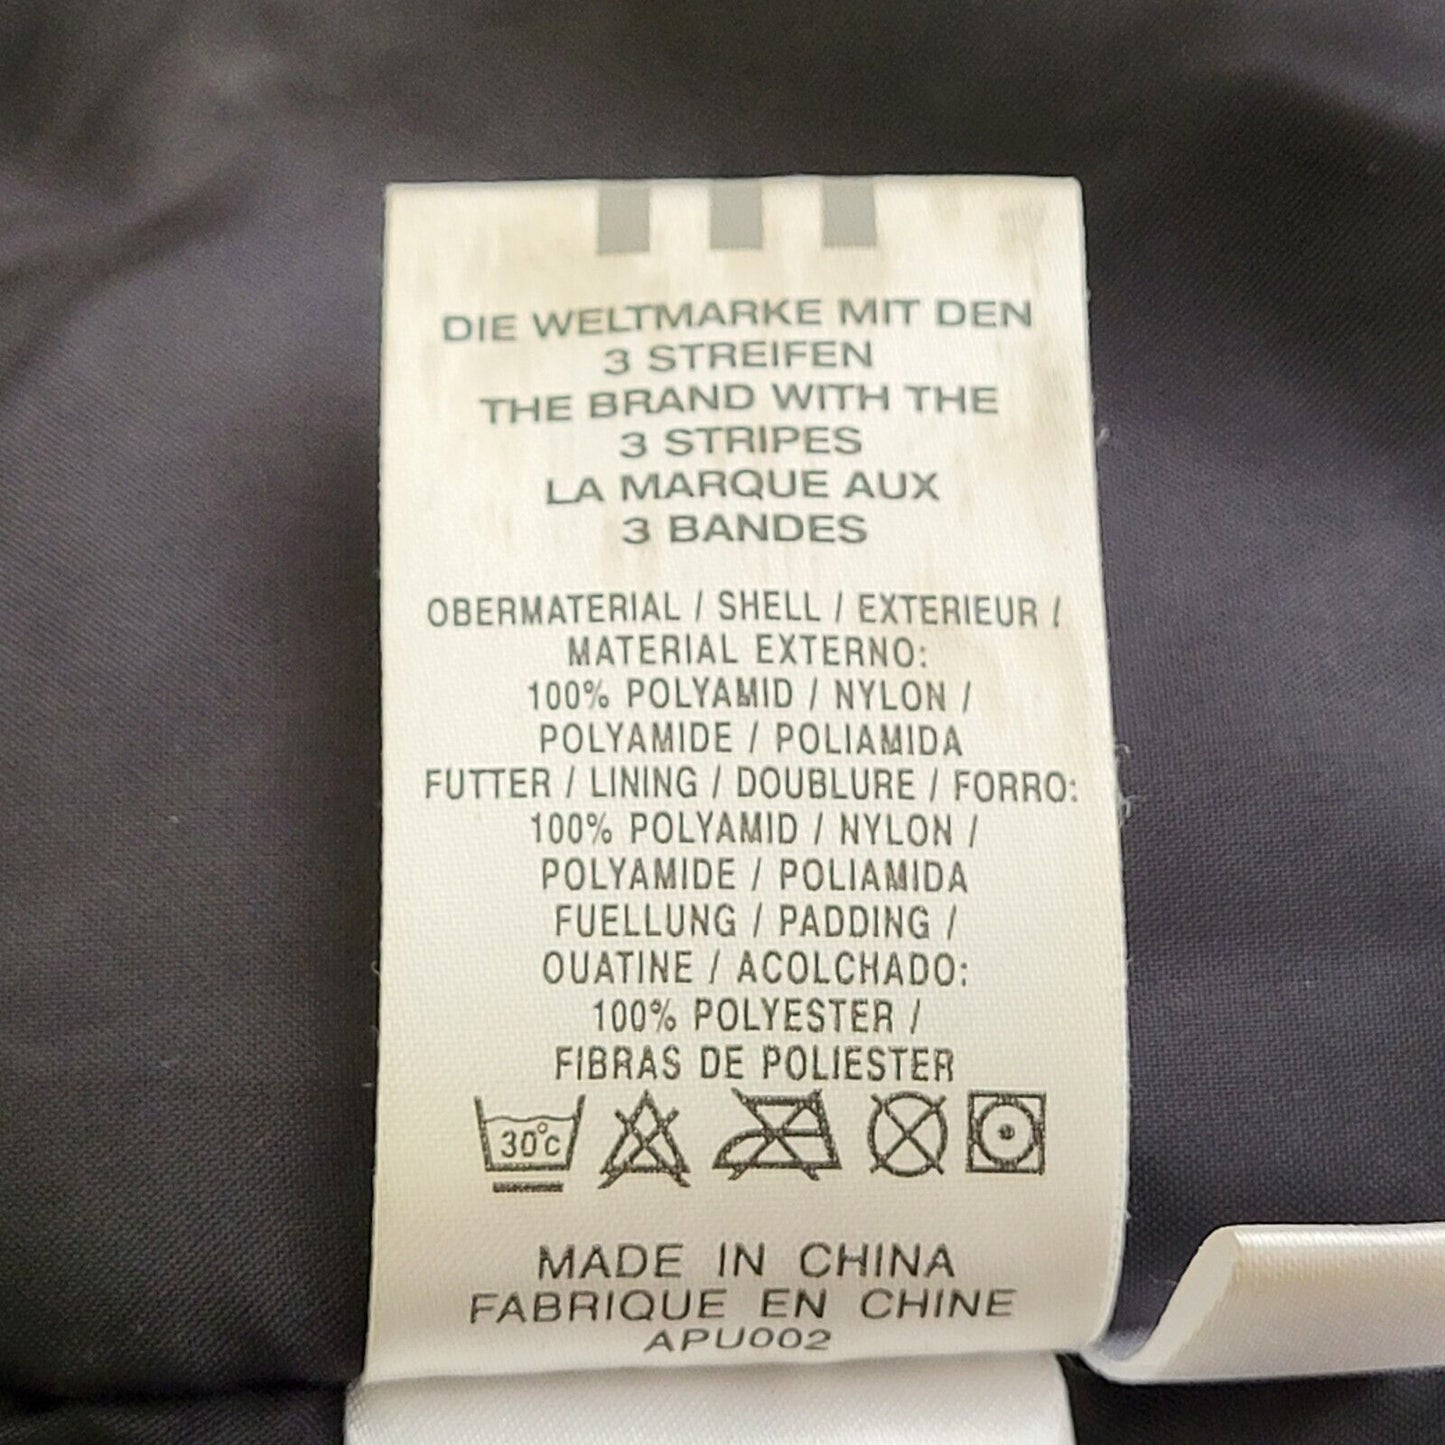 DIE WELTMARKE MIT DEN
3 STREIFEN
THE BRAND WITH THE
3 STRIPES
LA MARQUE AUX
3 BANDES
OBERMATERIAL / SHELL / EXTERIEUR /
MATERIAL EXTERNO:
100% POLYAMID / NYLON /
POLYAMIDE / POLIAMIDA
FUTTER / LINING / DOUBLURE / FORRO:
100% POLYAMID / NYLON /
POLYAMIDE / POLIAMIDA
FUELLUNG / PADDING /
OUATINE / ACOLCHADO:
100% POLYESTER /
FIBRAS DE POLIESTER
30°C
MADE IN CHINA
FABRIQUE EN CHINE
APU002